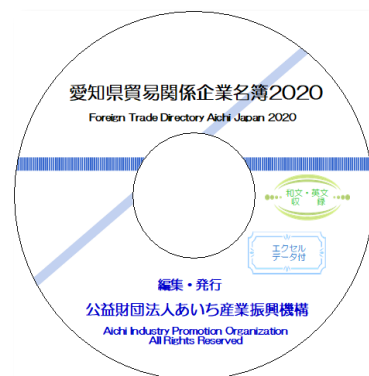 愛知県貿易関係企業名簿2020
Foreign Trade Directory Aichi Japan 2020
和文・英文
収　録
エクセル
データ付
編集・発行
公益財団法人あいち産業振興機構
Aichi Industry Promotion Organization
All Rights Reserved